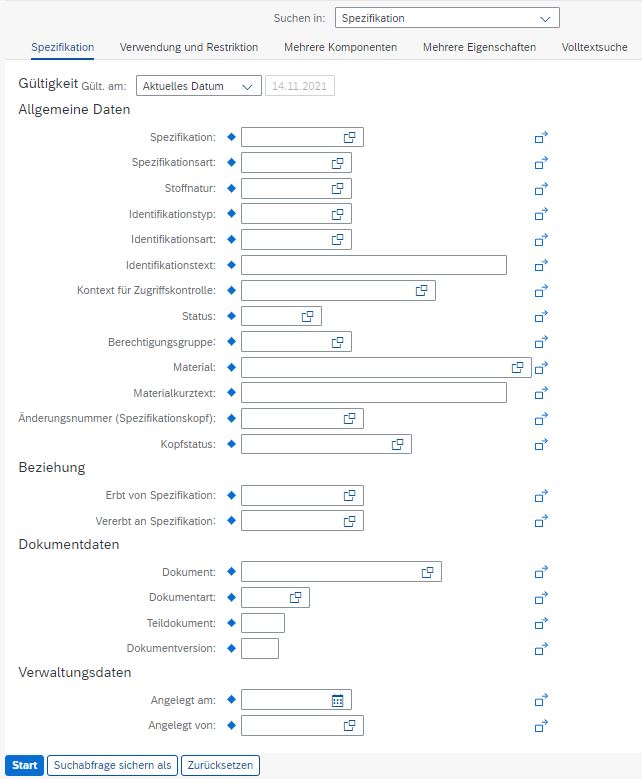 Suchen in: Spezifikation
Spezifikation Verwendung und Restriktion Mehrere Komponenten Mehrere Eigenschaften Volltextsuche
Gültigkeit Gült. am: Aktuelles Datum 14.11.2021
Allgemeine Daten
Spezifikation:
Spezifikationsart:
Stoffnatur:
Identifikationstyp:
Identifikationsart:
Identifikationstext:
Kontext für Zugriffskontrolle:
Status:
Berechtigungsgruppe:
Material:
Materialkurztext:
Änderungsnummer (Spezifikationskopf):
Kopfstatus:
Beziehung
Erbt von Spezifikation:
Vererbt an Spezifikation:
Dokumentdaten
Dokument:
Dokumentart:
Teildokument:
Dokumentversion:
Verwaltungsdaten
Angelegt am:
Angelegt von:
Start Suchabfrage sichern als Zurücksetzen